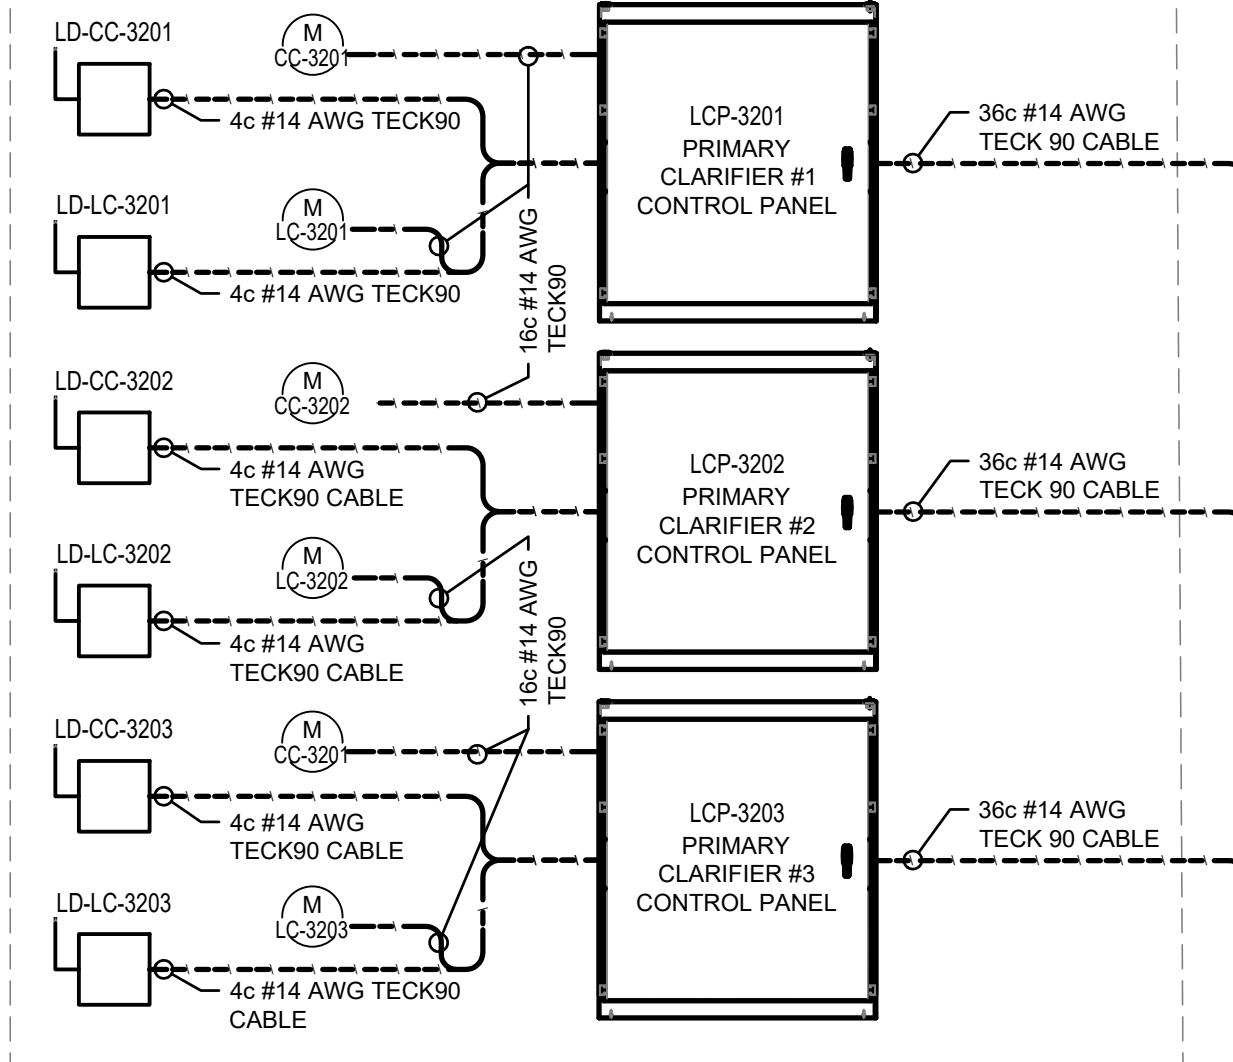 LD-CC-3201
M
CC-3201
4c #14 AWG TECK90
LD-LC-3201
M
LC-3201
4c #14 AWG TECK90
16c #14 AWG
TECK90
LCP-3201
PRIMARY
CLARIFIER #1
CONTROL PANEL
36c #14 AWG
TECK 90 CABLE
LD-CC-3202
M
CC-3202
4c #14 AWG
TECK90 CABLE
LD-LC-3202
M
LC-3202
4c #14 AWG
TECK90 CABLE
16c #14 AWG
TECK90
LCP-3202
PRIMARY
CLARIFIER #2
CONTROL PANEL
36c #14 AWG
TECK 90 CABLE
LD-CC-3203
M
CC-3201
4c #14 AWG
TECK90 CABLE
LD-LC-3203
M
LC-3203
4c #14 AWG TECK90
CABLE
LCP-3203
PRIMARY
CLARIFIER #3
CONTROL PANEL
36c #14 AWG
TECK 90 CABLE